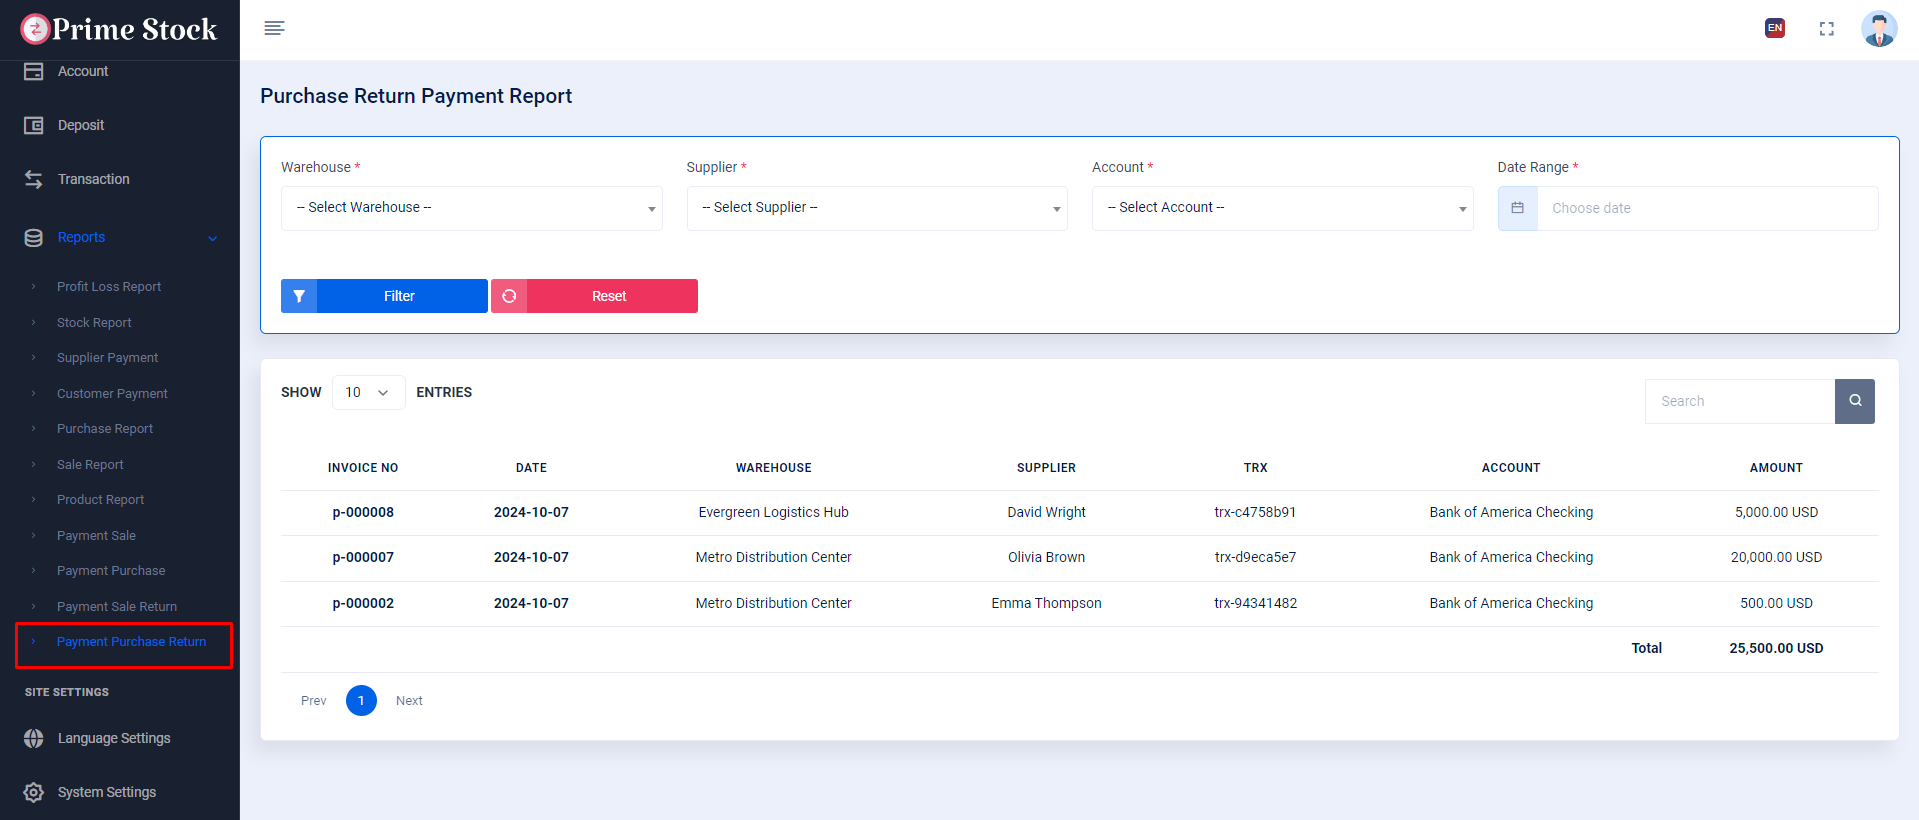 Prime Stock
EN
Account
Deposit
Transaction
Reports
Profit Loss Report
Stock Report
Supplier Payment
Customer Payment
Purchase Report
Sale Report
Product Report
Payment Sale
Payment Purchase
Payment Sale Return
Payment Purchase Return
SITE SETTINGS
Language Settings
System Settings
Purchase Return Payment Report
Warehouse * Supplier * Account * Date Range *
-- Select Warehouse -- -- Select Supplier -- -- Select Account -- Choose date
Filter Reset
SHOW 10 ENTRIES Search
INVOICE NO DATE WAREHOUSE SUPPLIER TRX ACCOUNT AMOUNT
p-000008 2024-10-07 Evergreen Logistics Hub David Wright trx-c4758b91 Bank of America Checking 5,000.00 USD
p-000007 2024-10-07 Metro Distribution Center Olivia Brown trx-d9eca5e7 Bank of America Checking 20,000.00 USD
p-000002 2024-10-07 Metro Distribution Center Emma Thompson trx-94341482 Bank of America Checking 500.00 USD
Total 25,500.00 USD
Prev 1 Next